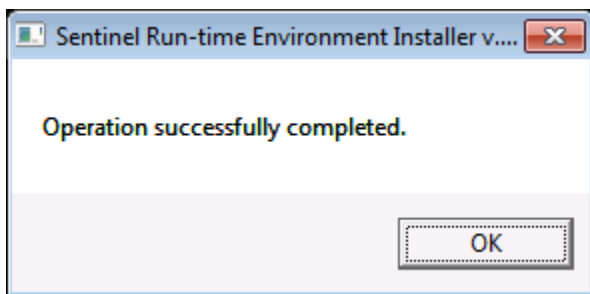 Sentinel Run-time Environment Installer v....
Operation successfully completed.
OK